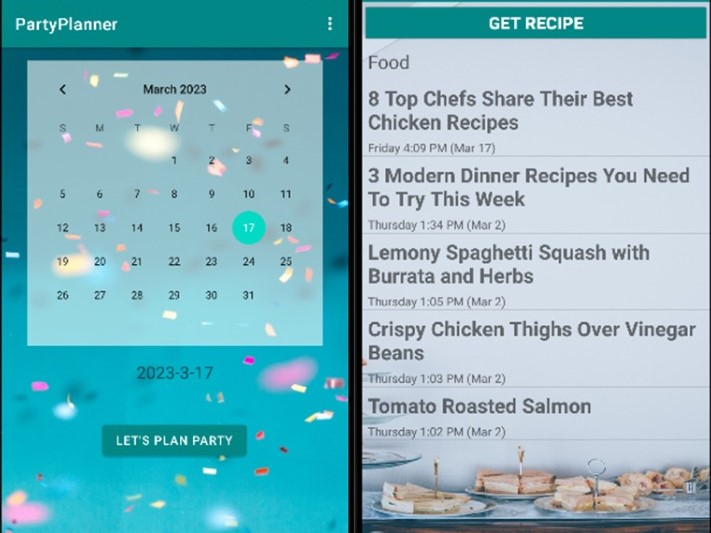 PartyPlanner
March 2023
S M T W T F S
1 2 3 4
5 6 7 8 9 10 11
12 13 14 15 16 17 18
19 20 21 22 23 24 25
26 27 28 29 30 31
2023-3-17
LET'S PLAN PARTY
GET RECIPE
Food
8 Top Chefs Share Their Best
Chicken Recipes
Friday 4:09 PM (Mar 17)
3 Modern Dinner Recipes You Need
To Try This Week
Thursday 1:34 PM (Mar 2)
Lemony Spaghetti Squash with
Burrata and Herbs
Thursday 1:05 PM (Mar 2)
Crispy Chicken Thighs Over Vinegar
Beans
Thursday 1:03 PM (Mar 2)
Tomato Roasted Salmon
Thursday 1:02 PM (Mar 2)